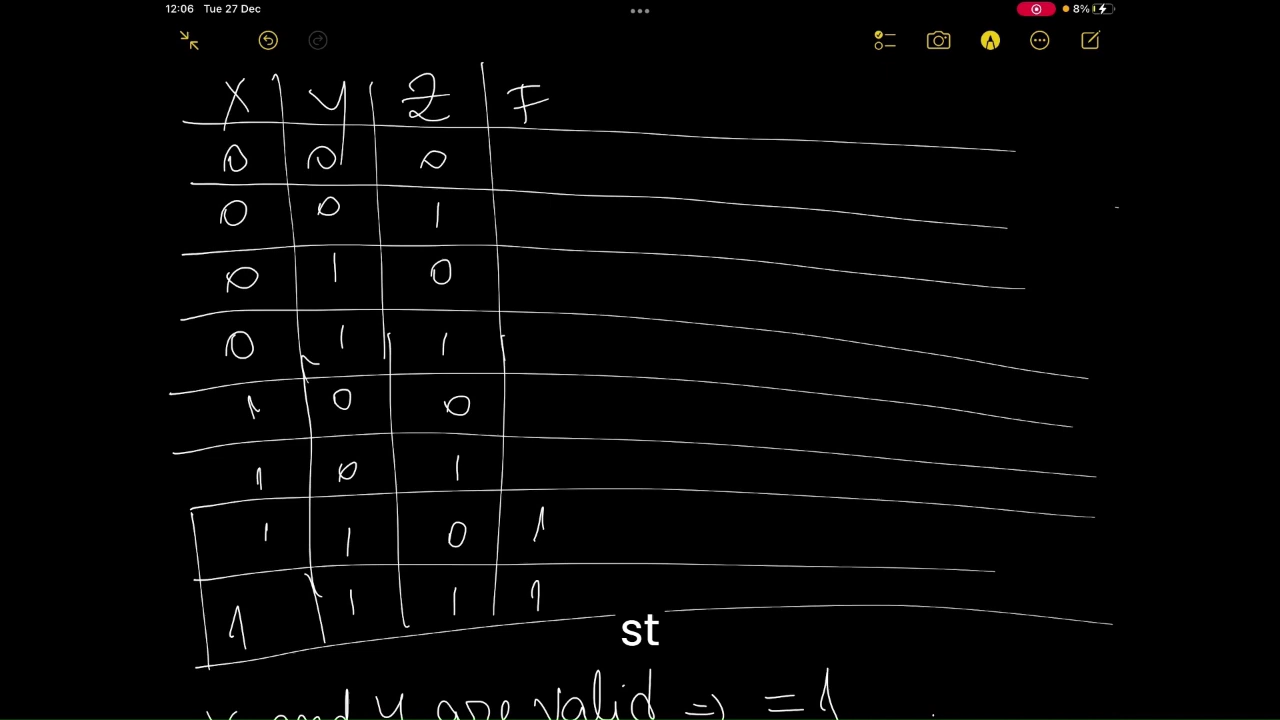 12:06 Tue 27 Dec
8%
X Y Z F
0 0 0
0 0 1
0 1 0
0 1 1
1 0 0
1 0 1
1 1 0 1
1 1 1 1
st
x and y are valid => = 1